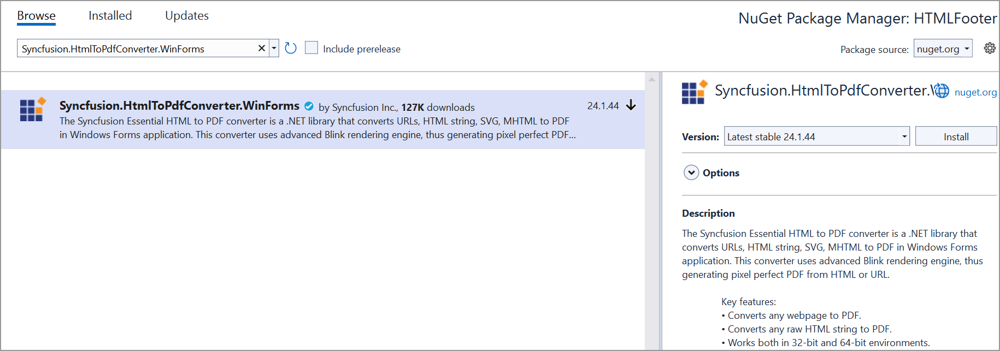 Browse Installed Updates
NuGet Package Manager: HTMLFooter
Syncfusion.HtmlToPdfConverter.WinForms
Include prerelease
Package source: nuget.org
Syncfusion.HtmlToPdfConverter.WinForms by Syncfusion Inc., 127K downloads 24.1.44
The Syncfusion Essential HTML to PDF converter is a .NET library that converts URLs, HTML string, SVG, MHTML to PDF
in Windows Forms application. This converter uses advanced Blink rendering engine, thus generating pixel perfect PDF...
Syncfusion.HtmlToPdfConverter.\ nuget.org
Version: Latest stable 24.1.44 Install
Options
Description
The Syncfusion Essential HTML to PDF converter is a .NET library that
converts URLs, HTML string, SVG, MHTML to PDF in Windows Forms
application. This converter uses advanced Blink rendering engine, thus
generating pixel perfect PDF from HTML or URL.
Key features:
• Converts any webpage to PDF.
• Converts any raw HTML string to PDF.
• Works both in 32-bit and 64-bit environments.